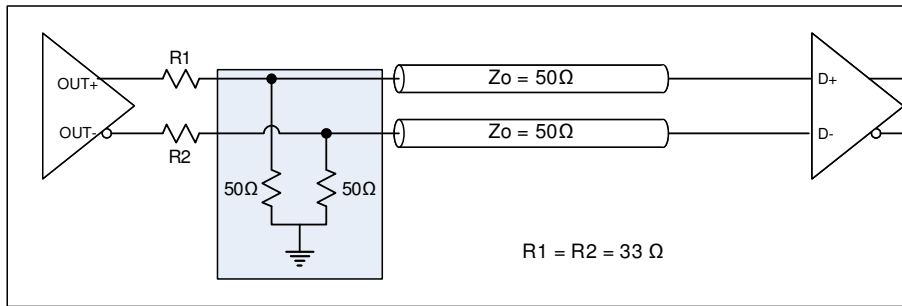 R1
OUT+
Zo = 50Ω
D+
OUT-
Zo = 50Ω
D-
R2
50Ω
50Ω
R1 = R2 = 33 Ω